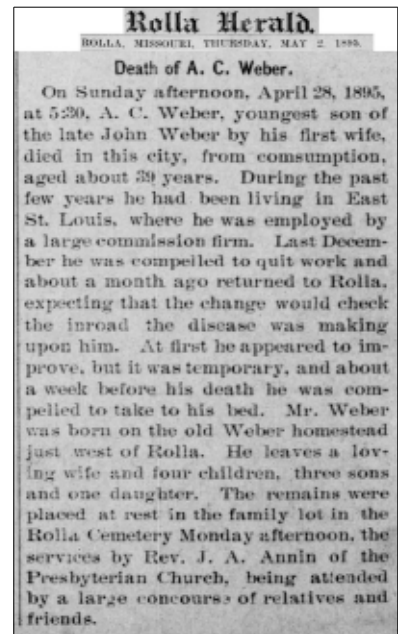 Rolla Herald.
ROLLA, MISSOURI, THURSDAY, MAY 2, 1895.
Death of A. C. Weber.
On Sunday afternoon, April 28, 1895,
at 5:30, A. C. Weber, youngest son of
the late John Weber by his first wife,
died in this city, from comsumption,
aged about 39 years. During the past
few years he had been living in East
St. Louis, where he was employed by
a large commission firm. Last Decem-
ber he was compelled to quit work and
about a month ago returned to Rolla,
expecting that the change would check
the inroad the disease was making
upon him. At first he appeared to im-
prove, but it was temporary, and about
a week before his death he was com-
pelled to take to his bed. Mr. Weber
was born on the old Weber homestead
just west of Rolla. He leaves a lov-
ing wife and four children, three sons
and one daughter. The remains were
placed at rest in the family lot in the
Rolla Cemetery Monday afternoon, the
services by Rev. J. A. Annin of the
Presbyterian Church, being attended
by a large concourse of relatives and
friends.